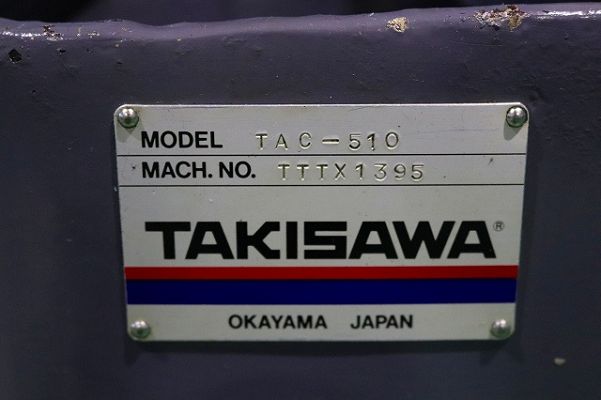 MODEL TAC-510
MACH. NO. TTTX1395
TAKISAWA®
OKAYAMA JAPAN